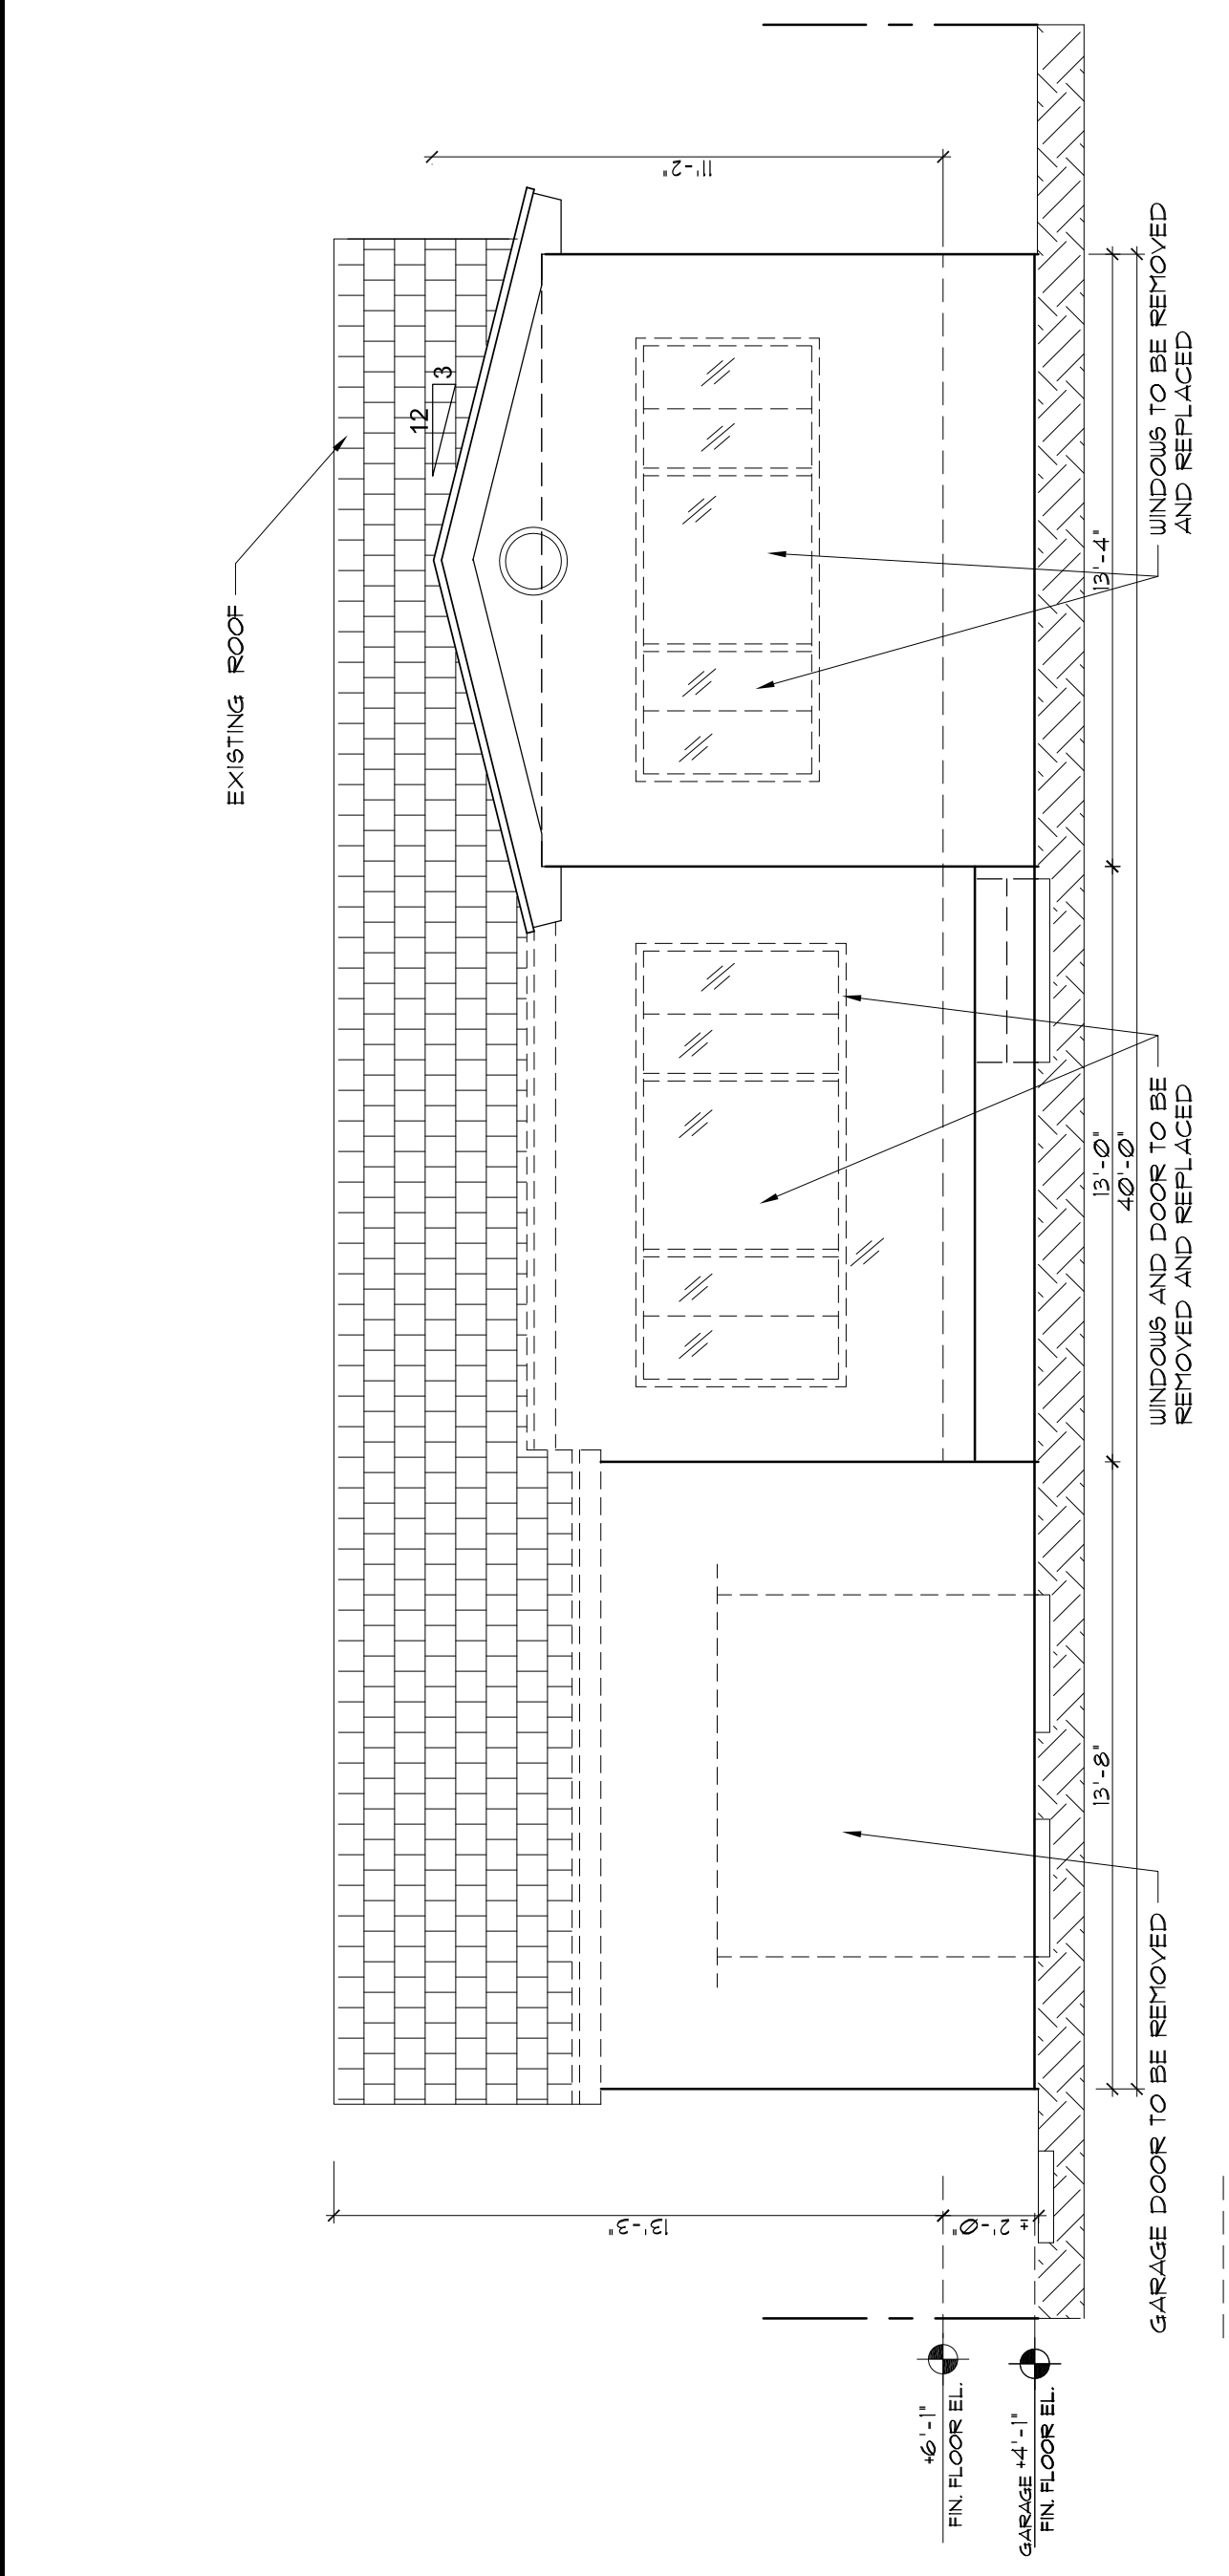 EXISTING ROOF
12
3
11'-2"
13'-3"
± 2'-0"
+6'-1"
FIN. FLOOR EL.
GARAGE +4'-1"
FIN. FLOOR EL.
13'-8"
13'-0"
13'-4"
40'-0"
GARAGE DOOR TO BE REMOVED
WINDOWS AND DOOR TO BE
REMOVED AND REPLACED
WINDOWS TO BE REMOVED
AND REPLACED